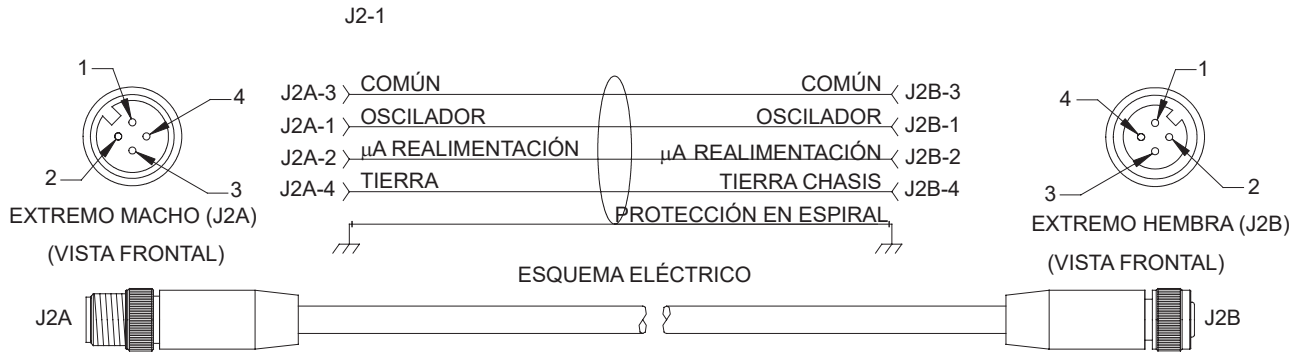 J2-1
1
4
2
3
EXTREMO MACHO (J2A)
(VISTA FRONTAL)
J2A-3 COMÚN COMÚN J2B-3
J2A-1 OSCILADOR OSCILADOR J2B-1
J2A-2 µA REALIMENTACIÓN µA REALIMENTACIÓN J2B-2
J2A-4 TIERRA TIERRA CHASIS J2B-4
PROTECCIÓN EN ESPIRAL
1
4
3
2
EXTREMO HEMBRA (J2B)
(VISTA FRONTAL)
ESQUEMA ELÉCTRICO
J2A
J2B